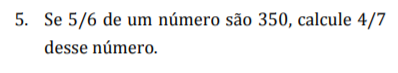 5. Se 5/6 de um número são 350, calcule 4/7
desse número.